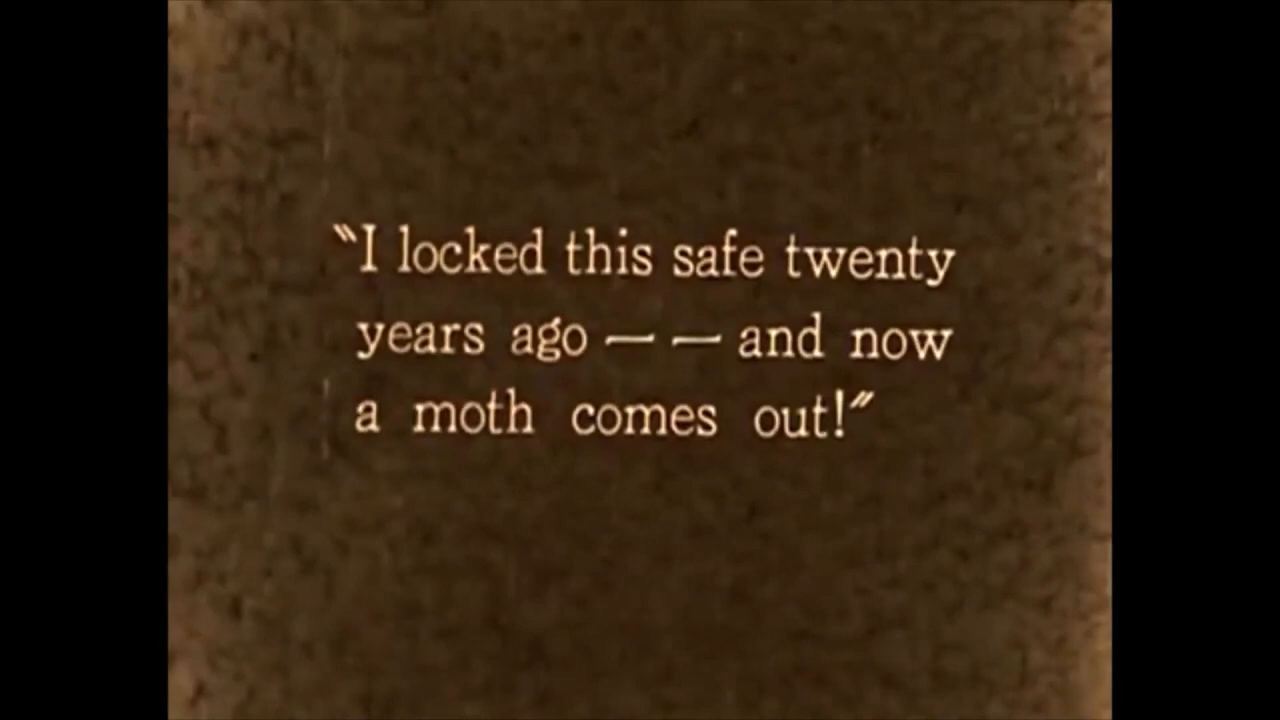 "I locked this safe twenty
years ago — — and now
a moth comes out!"